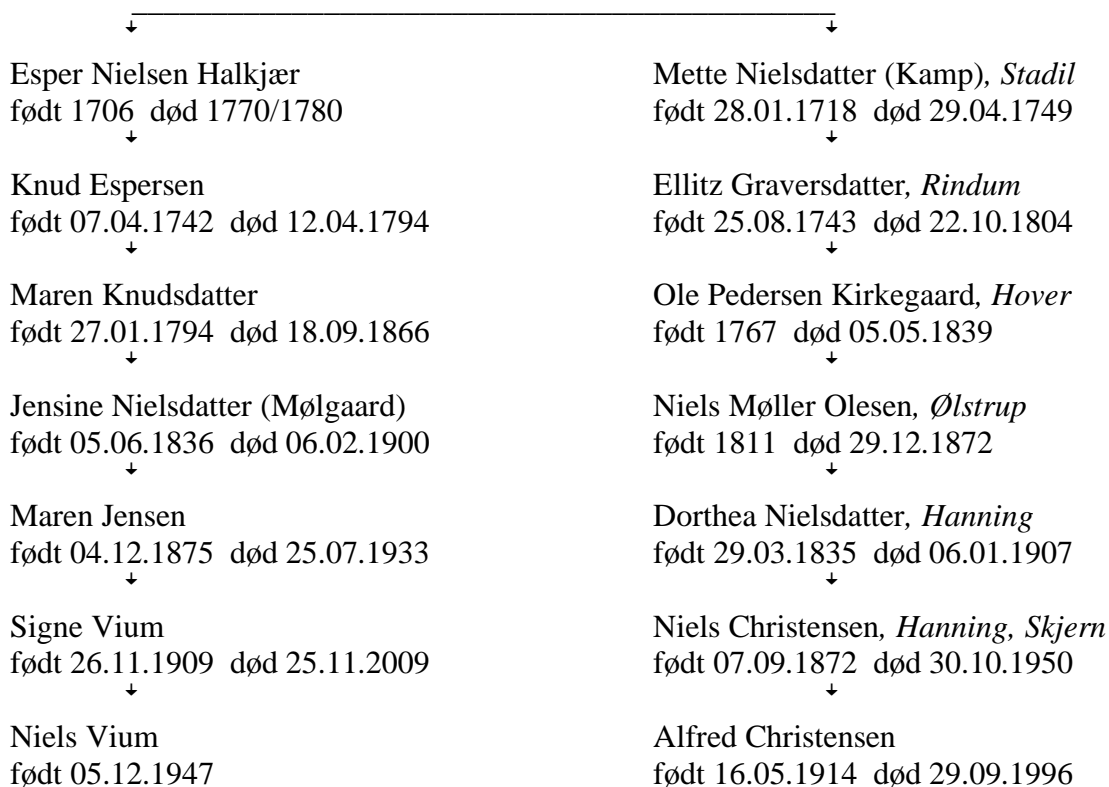 Esper Nielsen Halkjær
født 1706 død 1770/1780
Knud Espersen
født 07.04.1742 død 12.04.1794
Maren Knudsdatter
født 27.01.1794 død 18.09.1866
Jensine Nielsdatter (Mølgaard)
født 05.06.1836 død 06.02.1900
Maren Jensen
født 04.12.1875 død 25.07.1933
Signe Vium
født 26.11.1909 død 25.11.2009
Niels Vium
født 05.12.1947
Mette Nielsdatter (Kamp), Stadil
født 28.01.1718 død 29.04.1749
Ellitz Graversdatter, Rindum
født 25.08.1743 død 22.10.1804
Ole Pedersen Kirkegaard, Hover
født 1767 død 05.05.1839
Niels Møller Olesen, Ølstrup
født 1811 død 29.12.1872
Dorthea Nielsdatter, Hanning
født 29.03.1835 død 06.01.1907
Niels Christensen, Hanning, Skjern
født 07.09.1872 død 30.10.1950
Alfred Christensen
født 16.05.1914 død 29.09.1996